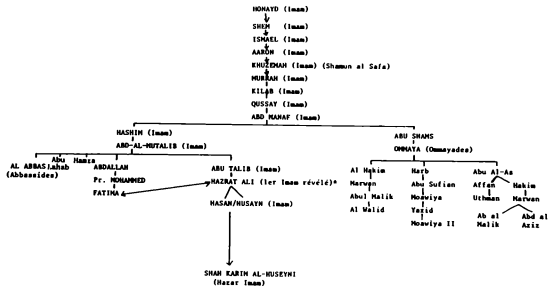 HONAYD (Imam)
SHEM (Imam)
ISMAEL (Imam)
AARON (Imam)
KHUZEMAH (Imam) (Shamun al Safa)
MURRAH (Imam)
KILAB (Imam)
QUSSAY (Imam)
ABD MANAF (Imam)
HASHIM (Imam)
ABU SHAMS
ABD-AL-MUTALIB (Imam)
OMMAYA (Ommayades)
AL ABBAS
(Abbassides)
Abu
Lahab
Hamza
ABDALLAH
Pr. MOHAMMED
FATIMA
ABU TALIB (Imam)
HAZRAT ALI (1er Imam révélé)*
HASAN/HUSAYN (Imam)
Al Hakim
Marwan
Abul Malik
Al Walid
Harb
Abu Sufian
Moawiya
Yazid
Moawiya II
Abu Al-As
Affan
Hakim
Uthman
Marwan
Ab al
Malik
Abd al
Aziz
SHAH KARIM AL-HUSEYNI
(Hazar Imam)